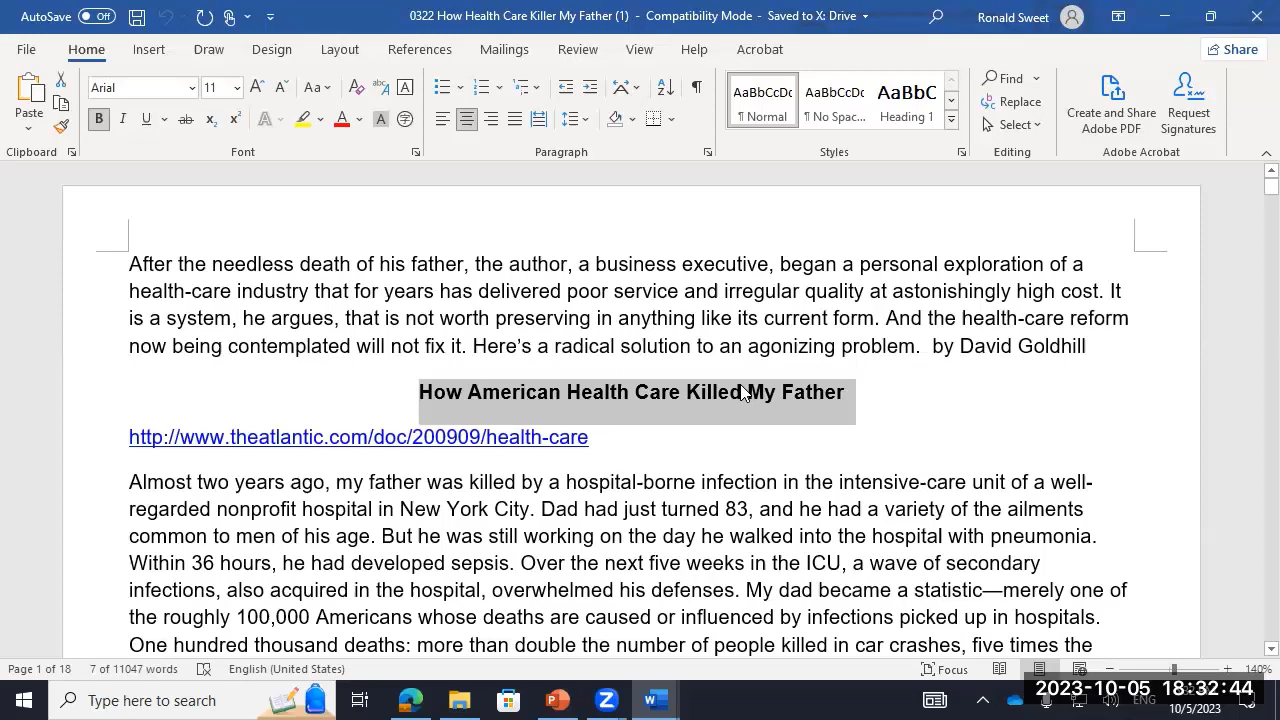 AutoSave Off 0322 How Health Care Killer My Father (1) - Compatibility Mode - Saved to X: Drive Ronald Sweet
File Home Insert Draw Design Layout References Mailings Review View Help Acrobat Share
Paste Arial 11 AaBbCcDc AaBbCcDc AaBbC Find
¶ Normal ¶ No Spac... Heading 1 Replace Create and Share Adobe PDF Request Signatures
Select
Clipboard Font Paragraph Styles Editing Adobe Acrobat
After the needless death of his father, the author, a business executive, began a personal exploration of a
health-care industry that for years has delivered poor service and irregular quality at astonishingly high cost. It
is a system, he argues, that is not worth preserving in anything like its current form. And the health-care reform
now being contemplated will not fix it. Here’s a radical solution to an agonizing problem.  by David Goldhill
How American Health Care Killed My Father
http://www.theatlantic.com/doc/200909/health-care
Almost two years ago, my father was killed by a hospital-borne infection in the intensive-care unit of a well-
regarded nonprofit hospital in New York City. Dad had just turned 83, and he had a variety of the ailments
common to men of his age. But he was still working on the day he walked into the hospital with pneumonia.
Within 36 hours, he had developed sepsis. Over the next five weeks in the ICU, a wave of secondary
infections, also acquired in the hospital, overwhelmed his defenses. My dad became a statistic—merely one of
the roughly 100,000 Americans whose deaths are caused or influenced by infections picked up in hospitals.
One hundred thousand deaths: more than double the number of people killed in car crashes, five times the
Page 1 of 18 7 of 11047 words English (United States) Focus 140%
Type here to search ENG 2023-10-05 18:32:44
10/5/2023